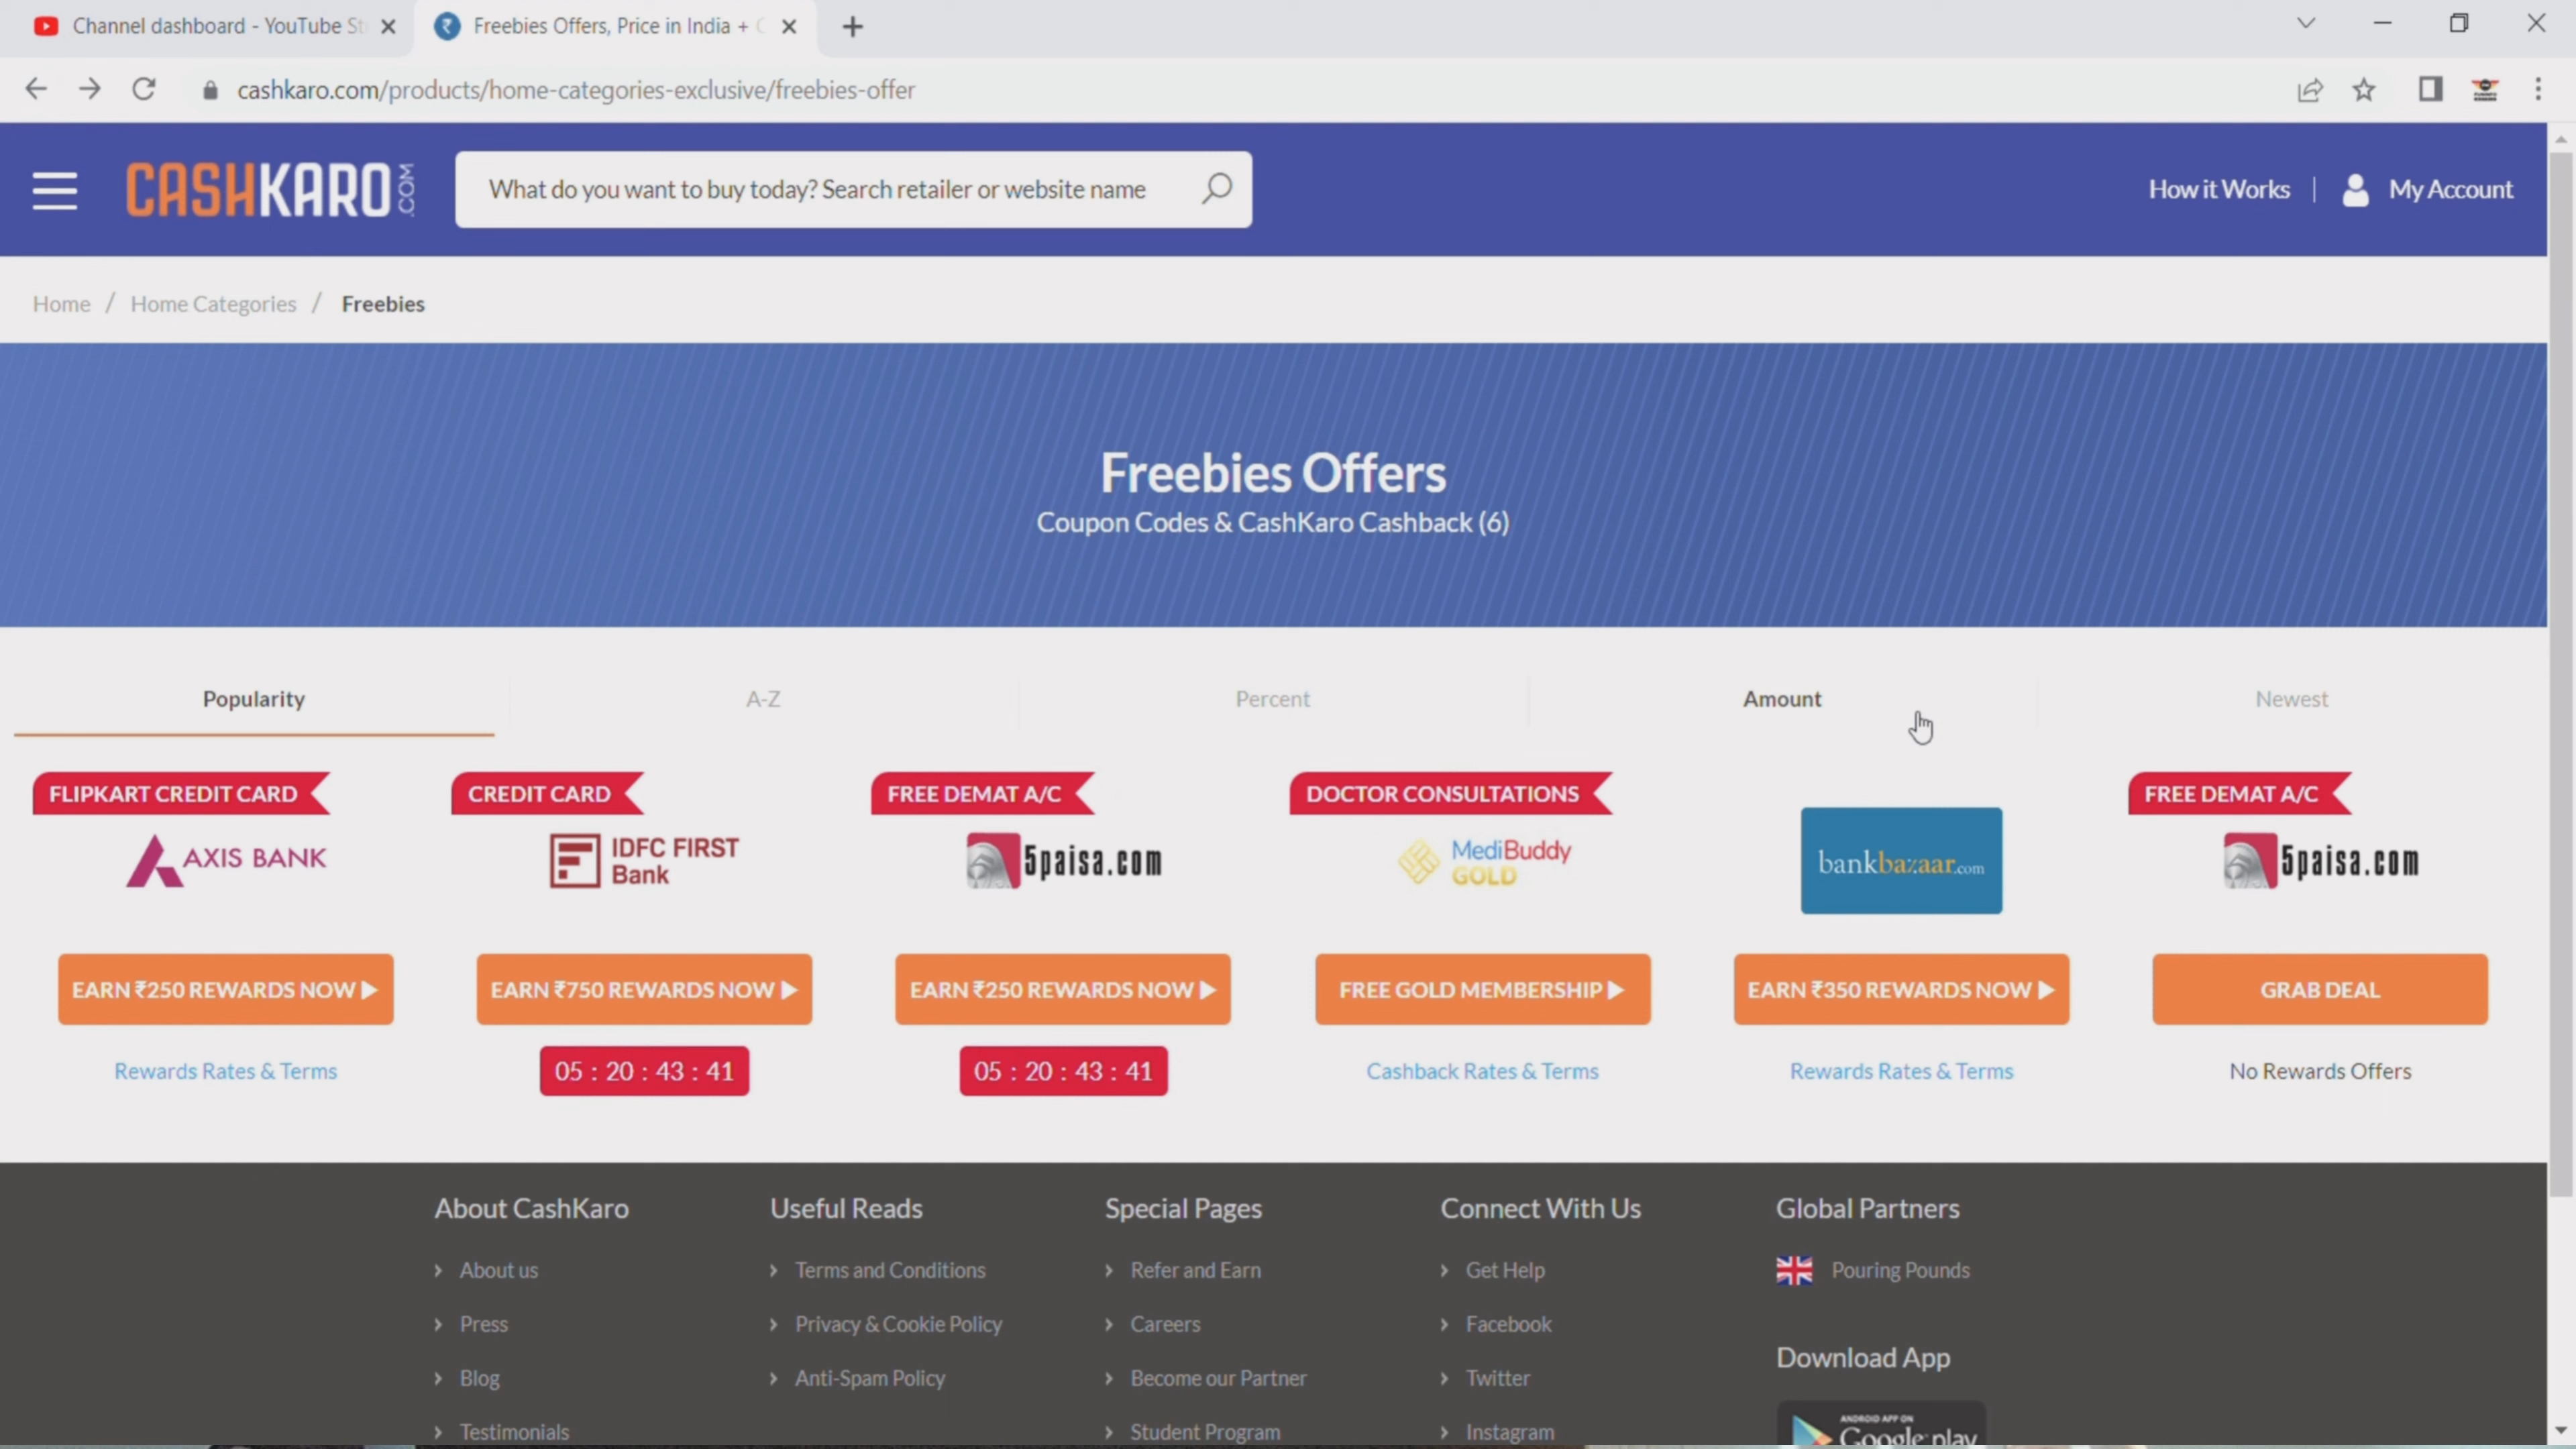 Channel dashboard - YouTube St
Freebies Offers, Price in India +
cashkaro.com/products/home-categories-exclusive/freebies-offer
CASHKARO.COM
What do you want to buy today? Search retailer or website name
How it Works
My Account
Home / Home Categories / Freebies
Freebies Offers
Coupon Codes & CashKaro Cashback (6)
Popularity
A-Z
Percent
Amount
Newest
FLIPKART CREDIT CARD
AXIS BANK
EARN ₹250 REWARDS NOW
Rewards Rates & Terms
CREDIT CARD
IDFC FIRST
Bank
EARN ₹750 REWARDS NOW
05 : 20 : 43 : 41
FREE DEMAT A/C
5paisa.com
EARN ₹250 REWARDS NOW
05 : 20 : 43 : 41
DOCTOR CONSULTATIONS
MediBuddy
GOLD
FREE GOLD MEMBERSHIP
Cashback Rates & Terms
bankbazaar.com
EARN ₹350 REWARDS NOW
Rewards Rates & Terms
FREE DEMAT A/C
5paisa.com
GRAB DEAL
No Rewards Offers
About CashKaro
About us
Press
Blog
Testimonials
Useful Reads
Terms and Conditions
Privacy & Cookie Policy
Anti-Spam Policy
Special Pages
Refer and Earn
Careers
Become our Partner
Student Program
Connect With Us
Get Help
Facebook
Twitter
Instagram
Global Partners
Pouring Pounds
Download App
ANDROID APP ON
Google play